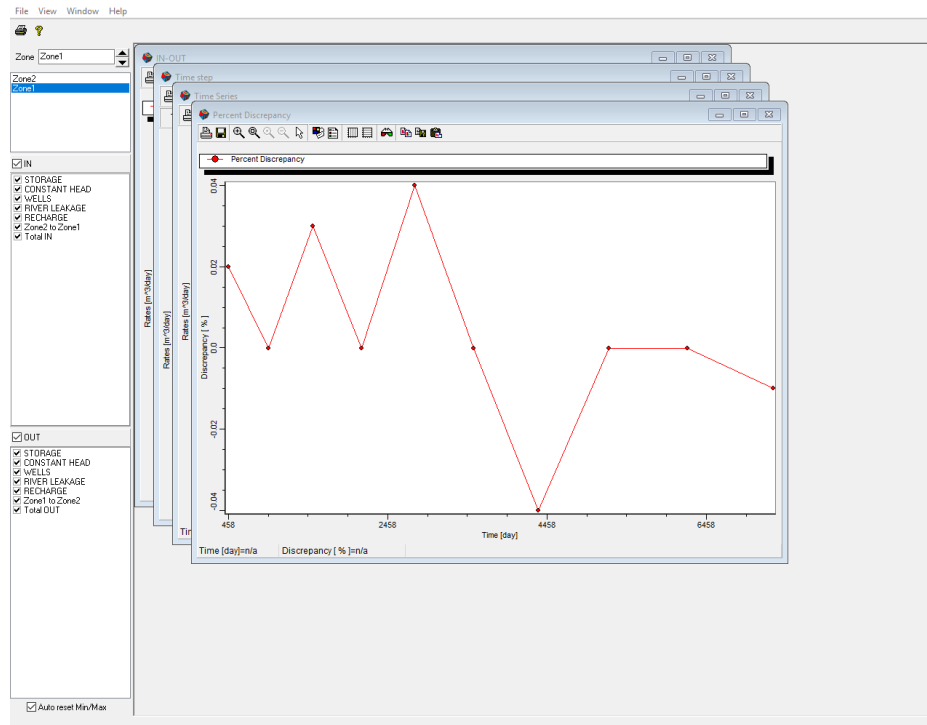 File View Window Help
Zone Zone1
Zone2
Zone1
IN
STORAGE
CONSTANT HEAD
WELLS
RIVER LEAKAGE
RECHARGE
Zone2 to Zone1
Total IN
OUT
STORAGE
CONSTANT HEAD
WELLS
RIVER LEAKAGE
RECHARGE
Zone1 to Zone2
Total OUT
Auto reset Min/Max
IN-OUT
Rates [m^3/day]
Time step
Rates [m^3/day]
Time Series
Rates [m^3/day]
Tir
Percent Discrepancy
Percent Discrepancy
Discrepancy [ % ]
0.04
0.02
0.0
-0.02
-0.04
458 2458 4458 6458
Time [day]
Time [day]=n/a Discrepancy [ % ]=n/a